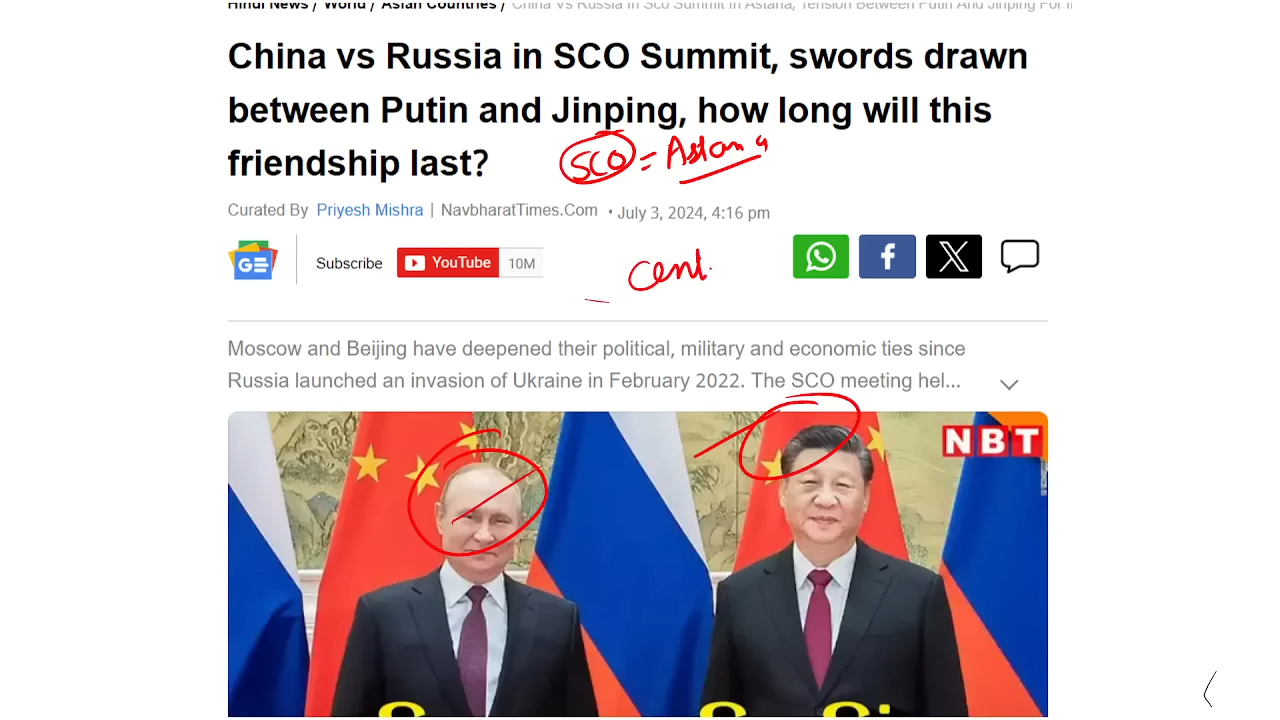 Hindi News / World / Asian Countries / China Vs Russia In Sco Summit In Astana, Tension Between Putin And Jinping For
China vs Russia in SCO Summit, swords drawn
between Putin and Jinping, how long will this
friendship last?
SCO = Astana
Curated By Priyesh Mishra | NavbharatTimes.Com • July 3, 2024, 4:16 pm
GE Subscribe YouTube 10M
Cent
Moscow and Beijing have deepened their political, military and economic ties since
Russia launched an invasion of Ukraine in February 2022. The SCO meeting hel...
NBT